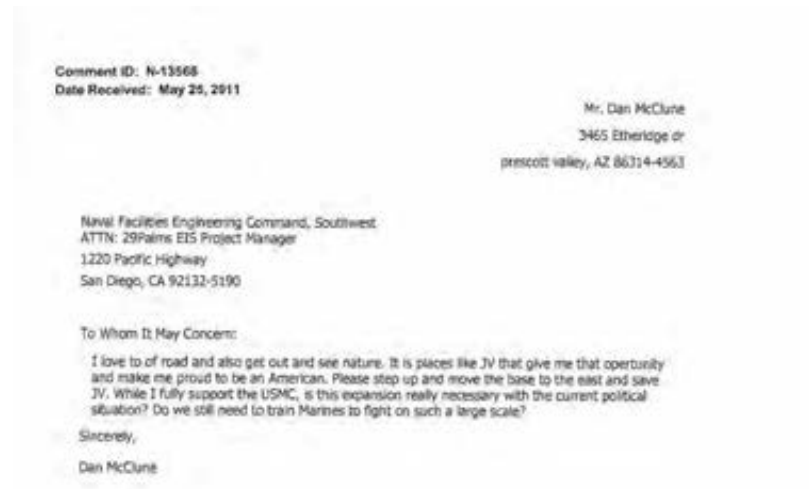 Comment ID: N-13568
Date Received: May 25, 2011
Mr. Dan McClune
3465 Etheridge dr
prescott valley, AZ 86314-4563
Naval Facilities Engineering Command, Southwest
ATTN: 29Palms EIS Project Manager
1220 Pacific Highway
San Diego, CA 92132-5190
To Whom It May Concern:
I love to of road and also get out and see nature. It is places like JV that give me that opertunity
and make me proud to be an American. Please step up and move the base to the east and save
JV. While I fully support the USMC, is this expansion really necessary with the current political
situation? Do we still need to train Marines to fight on such a large scale?
Sincerely,
Dan McClune